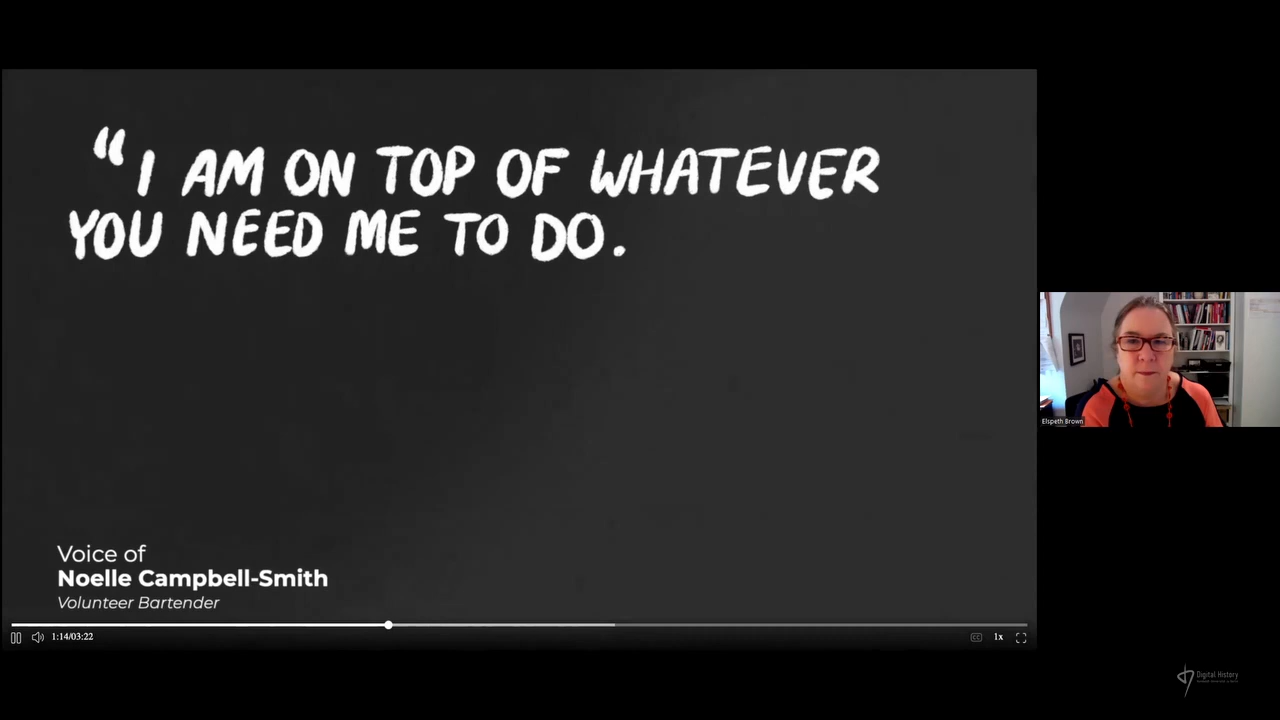 “I AM ON TOP OF WHATEVER
YOU NEED ME TO DO.
Voice of
Noelle Campbell-Smith
Volunteer Bartender
1:14/03:22
CC
1x
Elspeth Brown
Digital History